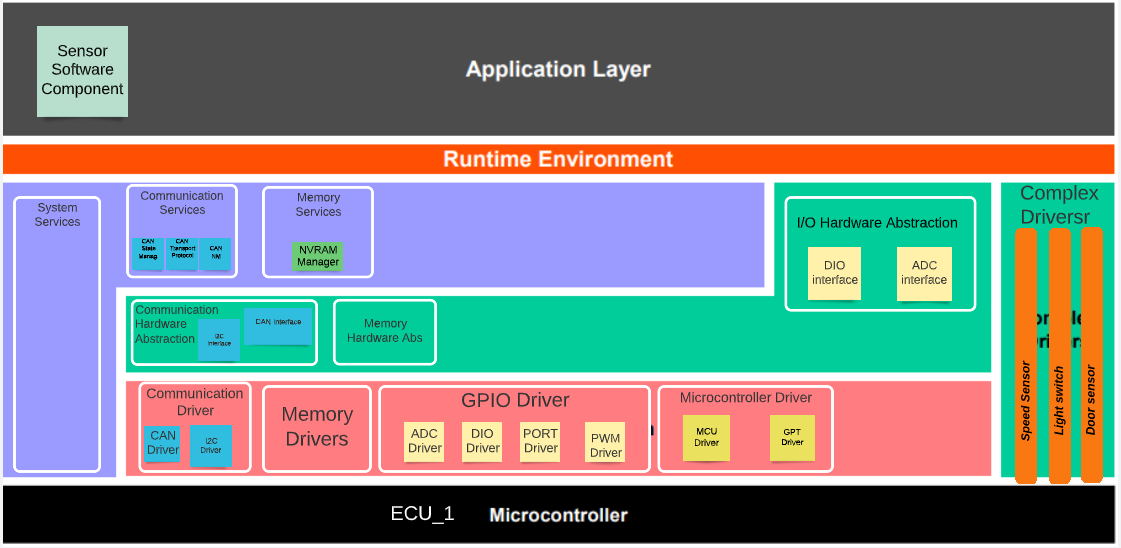 Sensor
Software
Component
Application Layer
Runtime Environment
System
Services
Communication
Services
CAN
State
Manag.
CAN
Transport
Protocol
CAN
NM
Memory
Services
NVRAM
Manager
I/O Hardware Abstraction
DIO
interface
ADC
interface
Complex
Driversr
Communication
Hardware
Abstraction
I2C
Interface
CAN Interface
Memory
Hardware Abs
Communication
Driver
CAN
Driver
I2C
Driver
Memory
Drivers
GPIO Driver
ADC
Driver
DIO
Driver
PORT
Driver
PWM
Driver
Microcontroller Driver
MCU
Driver
GPT
Driver
Speed Sensor
Light switch
Door sensor
ECU_1
Microcontroller